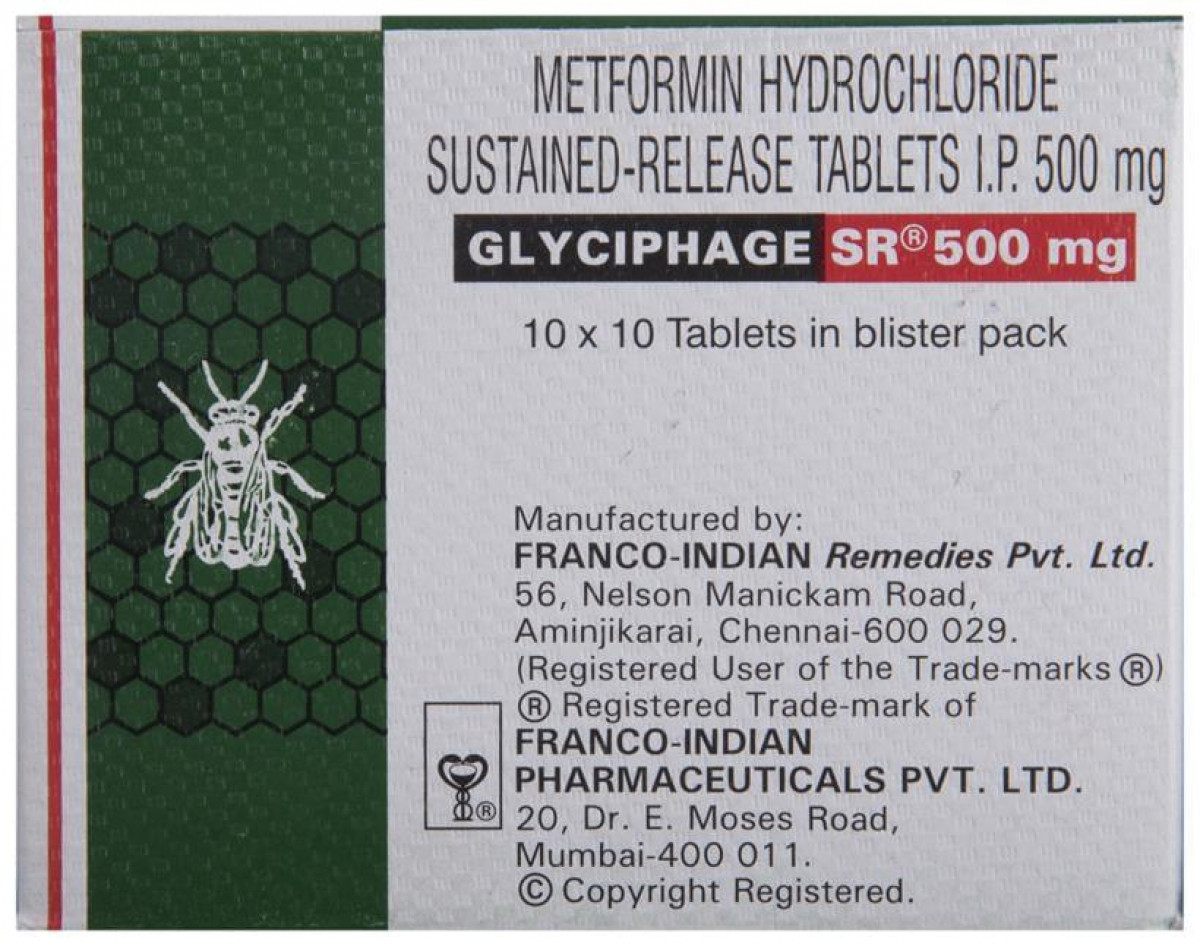 METFORMIN HYDROCHLORIDE
SUSTAINED-RELEASE TABLETS I.P. 500 mg
GLYCIPHAGE SR® 500 mg
10 x 10 Tablets in blister pack
Manufactured by:
FRANCO-INDIAN Remedies Pvt. Ltd.
56, Nelson Manickam Road,
Aminjikarai, Chennai-600 029.
(Registered User of the Trade-marks ®)
® Registered Trade-mark of
FRANCO-INDIAN
PHARMACEUTICALS PVT. LTD.
®
20, Dr. E. Moses Road,
Mumbai-400 011.
© Copyright Registered.